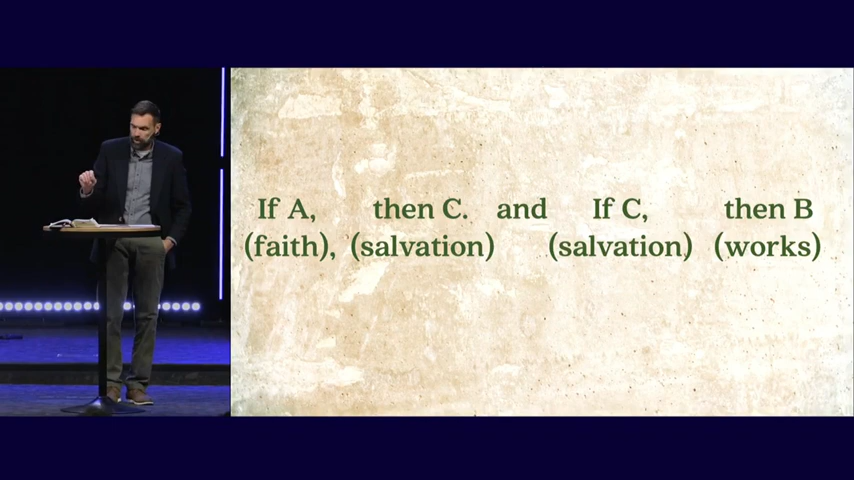 If A, then C. and If C, then B
(faith), (salvation) (salvation) (works)